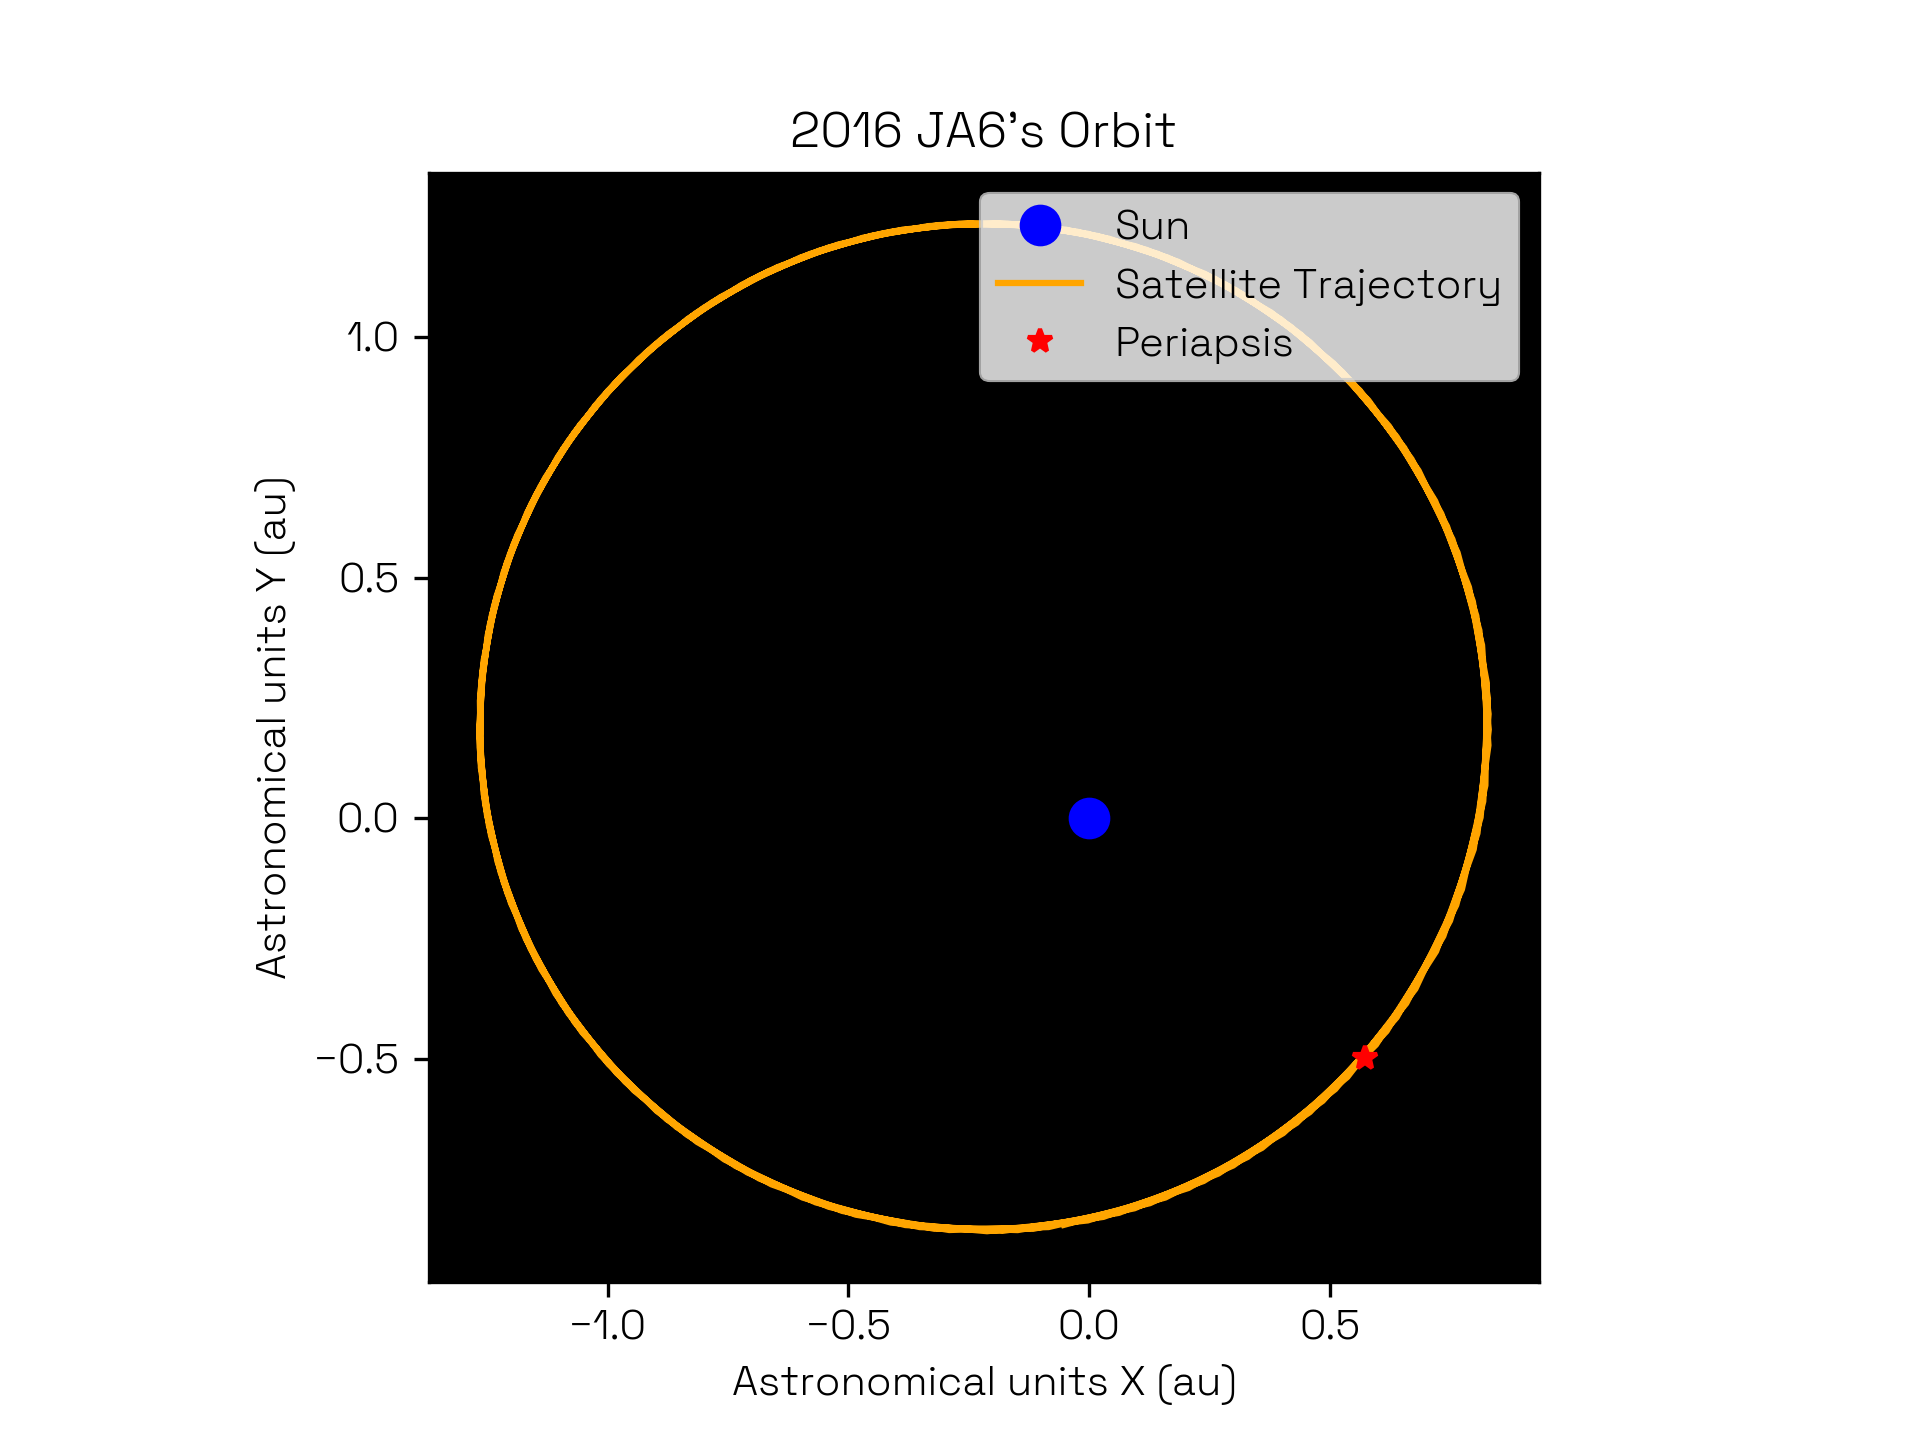 2016 JA6's Orbit
Sun
Satellite Trajectory
Periapsis
Astronomical units Y (au)
1.0
0.5
0.0
−0.5
−1.0
−0.5
0.0
0.5
Astronomical units X (au)